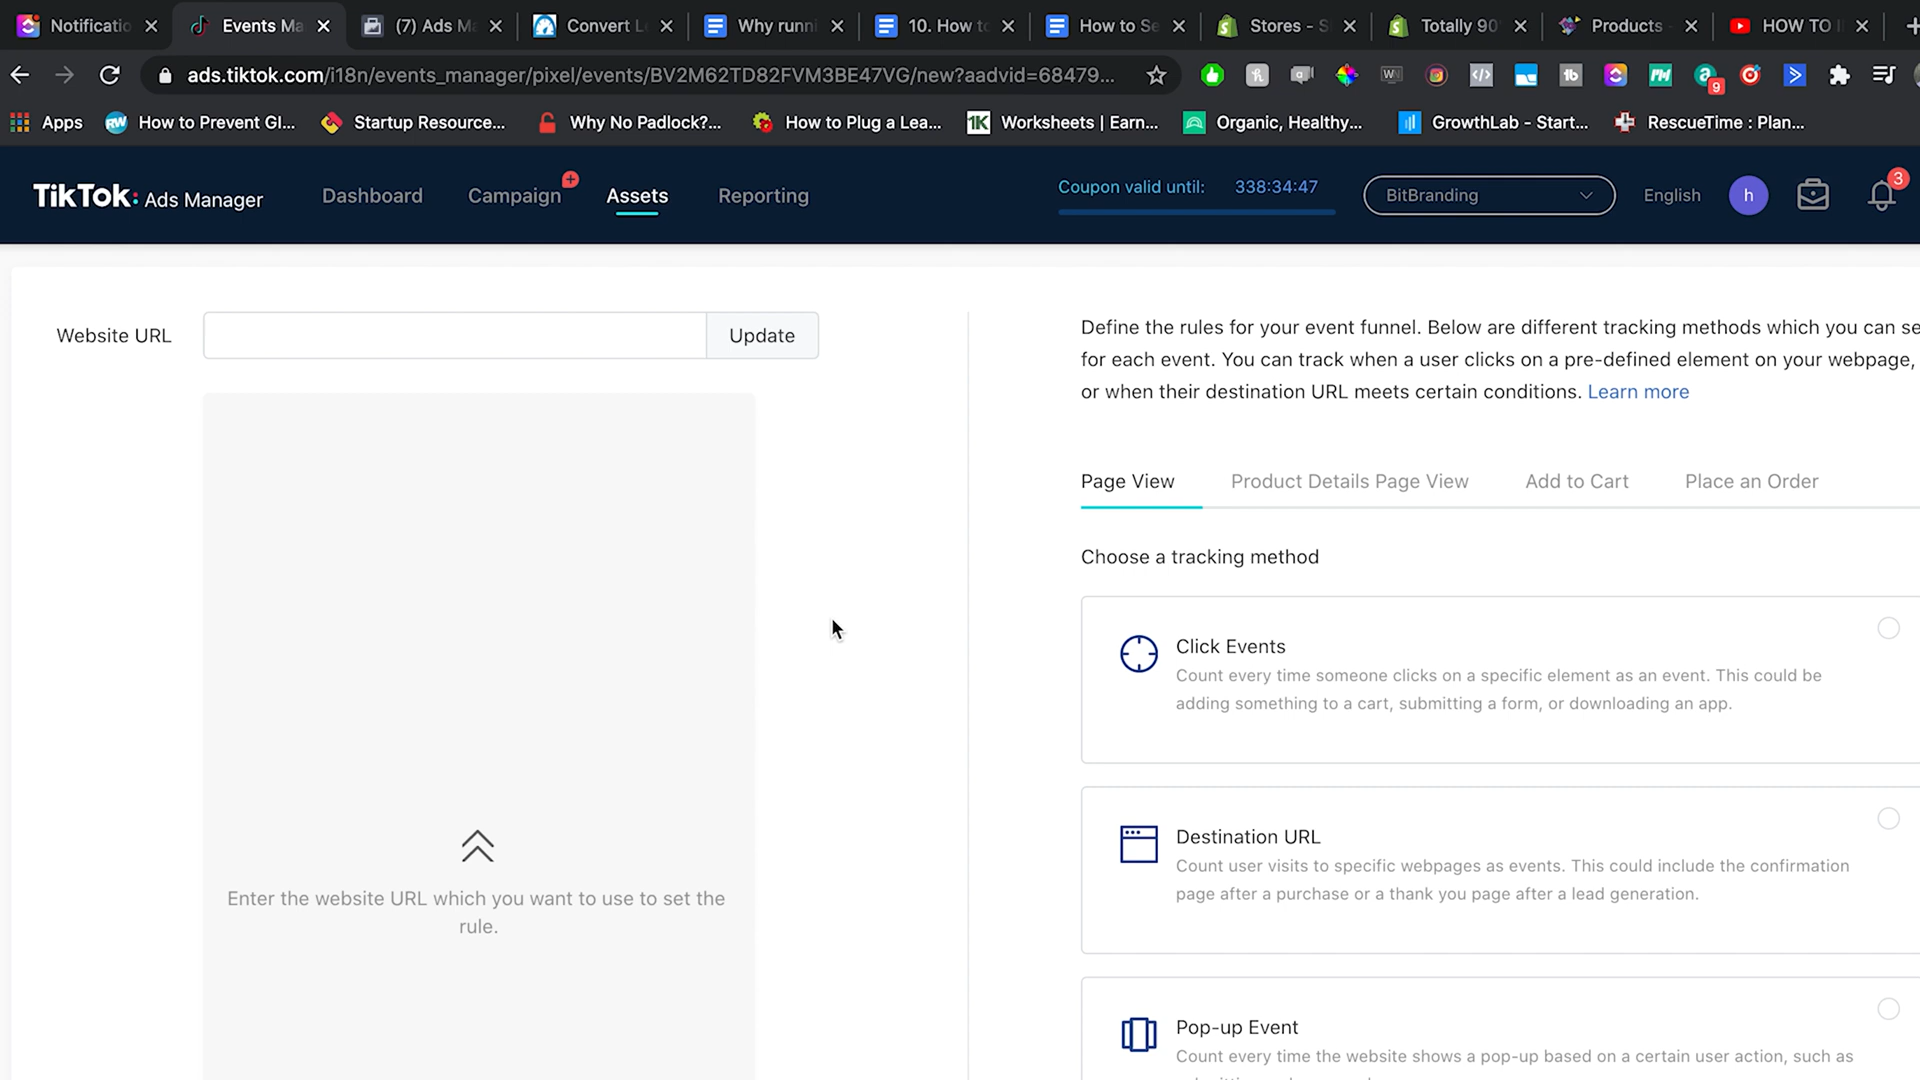 Notificatio
Events Ma
(7) Ads Ma
Convert L
Why runni
10. How to
How to Se
Stores - S
Totally 90'
Products -
HOW TO I
ads.tiktok.com/i18n/events_manager/pixel/events/BV2M62TD82FVM3BE47VG/new?aadvid=68479...
9
Apps
How to Prevent Gl...
Startup Resource...
Why No Padlock?...
How to Plug a Lea...
1K
Worksheets | Earn...
Organic, Healthy...
GrowthLab - Start...
RescueTime : Plan...
TikTok: Ads Manager
Dashboard
Campaign
Assets
Reporting
Coupon valid until: 338:34:47
BitBranding
English
h
3
Website URL
Update
Enter the website URL which you want to use to set the
rule.
Define the rules for your event funnel. Below are different tracking methods which you can se
for each event. You can track when a user clicks on a pre-defined element on your webpage,
or when their destination URL meets certain conditions. Learn more
Page View
Product Details Page View
Add to Cart
Place an Order
Choose a tracking method
Click Events
Count every time someone clicks on a specific element as an event. This could be
adding something to a cart, submitting a form, or downloading an app.
Destination URL
Count user visits to specific webpages as events. This could include the confirmation
page after a purchase or a thank you page after a lead generation.
Pop-up Event
Count every time the website shows a pop-up based on a certain user action, such as